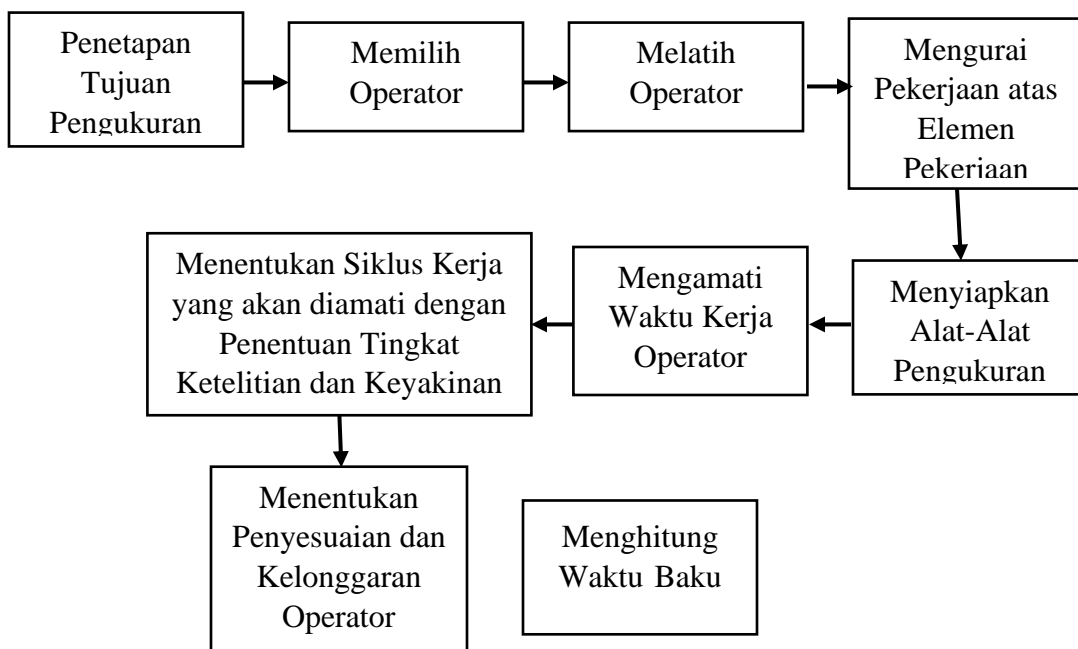 Penetapan
Tujuan
Pengukuran
Memilih
Operator
Melatih
Operator
Mengurai
Pekerjaan atas
Elemen
Pekerjaan
Menyiapkan
Alat-Alat
Pengukuran
Mengamati
Waktu Kerja
Operator
Menentukan Siklus Kerja
yang akan diamati dengan
Penentuan Tingkat
Ketelitian dan Keyakinan
Menentukan
Penyesuaian dan
Kelonggaran
Operator
Menghitung
Waktu Baku